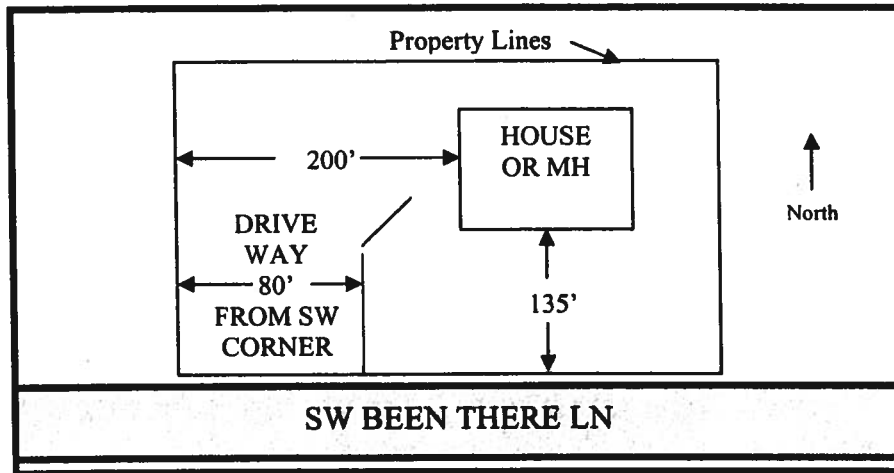 Property Lines
HOUSE
OR MH
200'
North
DRIVE
WAY
80'
FROM SW
CORNER
135'
SW BEEN THERE LN